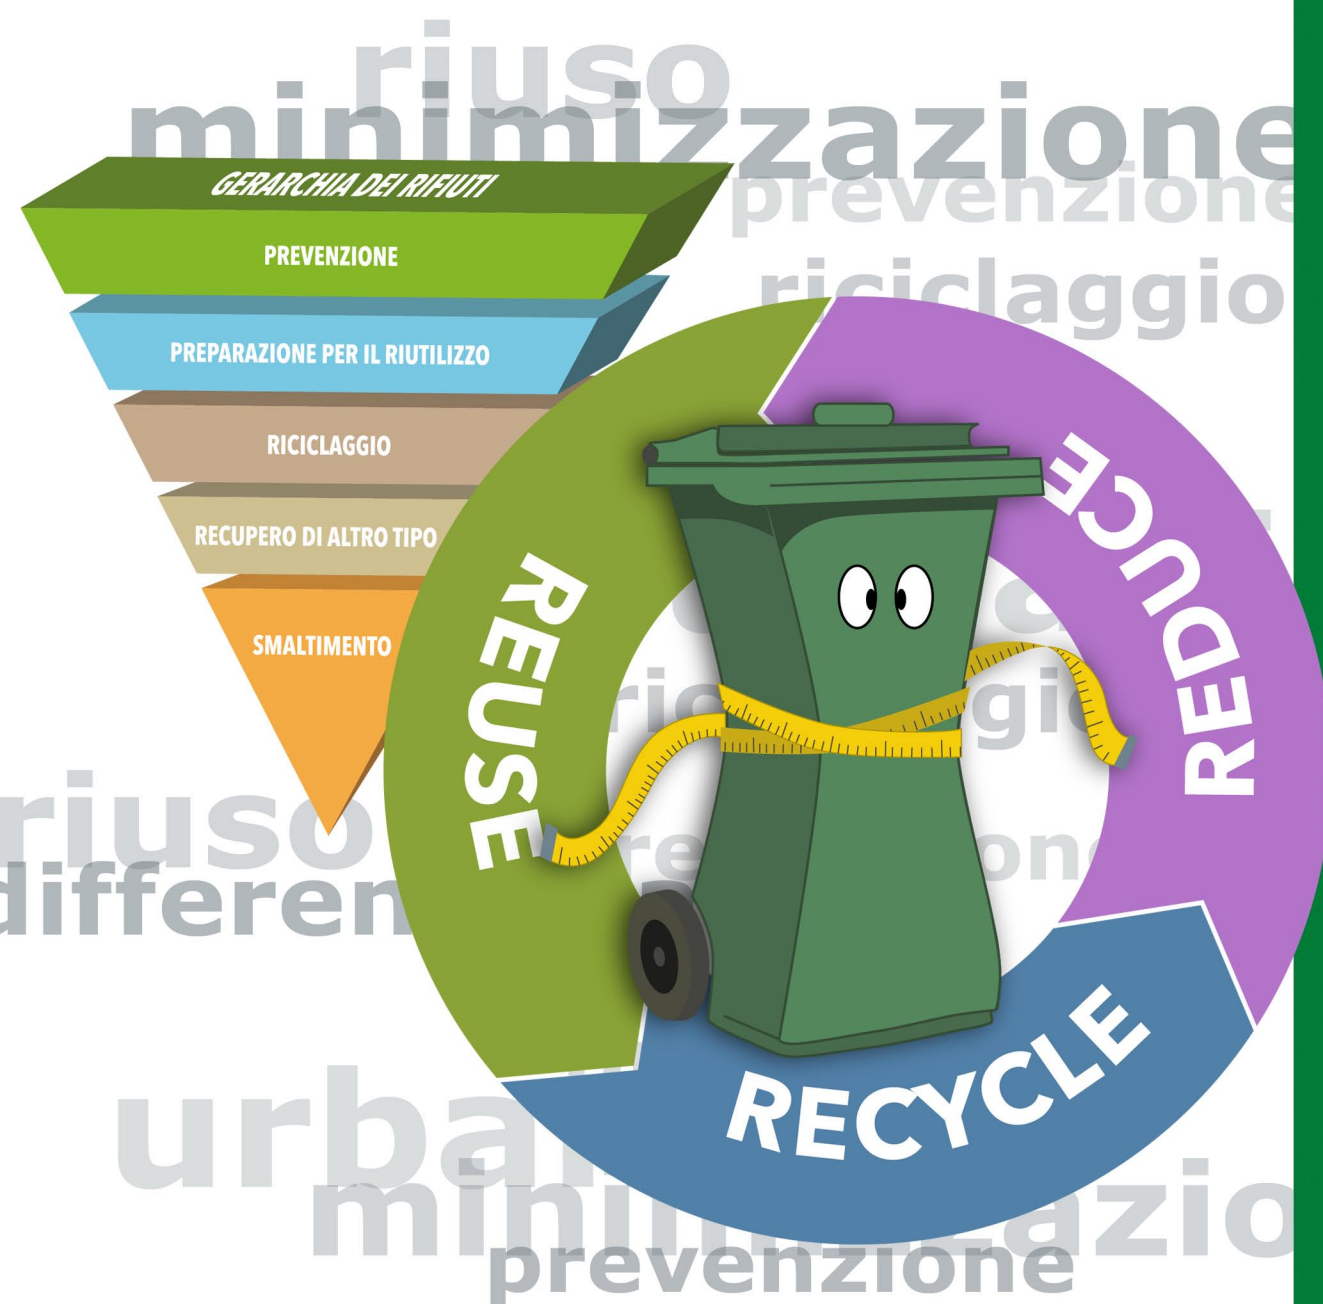 riuso
minimizzazione
prevenzione
riciclaggio
GERARCHIA DEI RIFIUTI
PREVENZIONE
PREPARAZIONE PER IL RIUTILIZZO
RICICLAGGIO
RECUPERO DI ALTRO TIPO
SMALTIMENTO
REUSE
REDUCE
RECYCLE
riuso
prevenzione